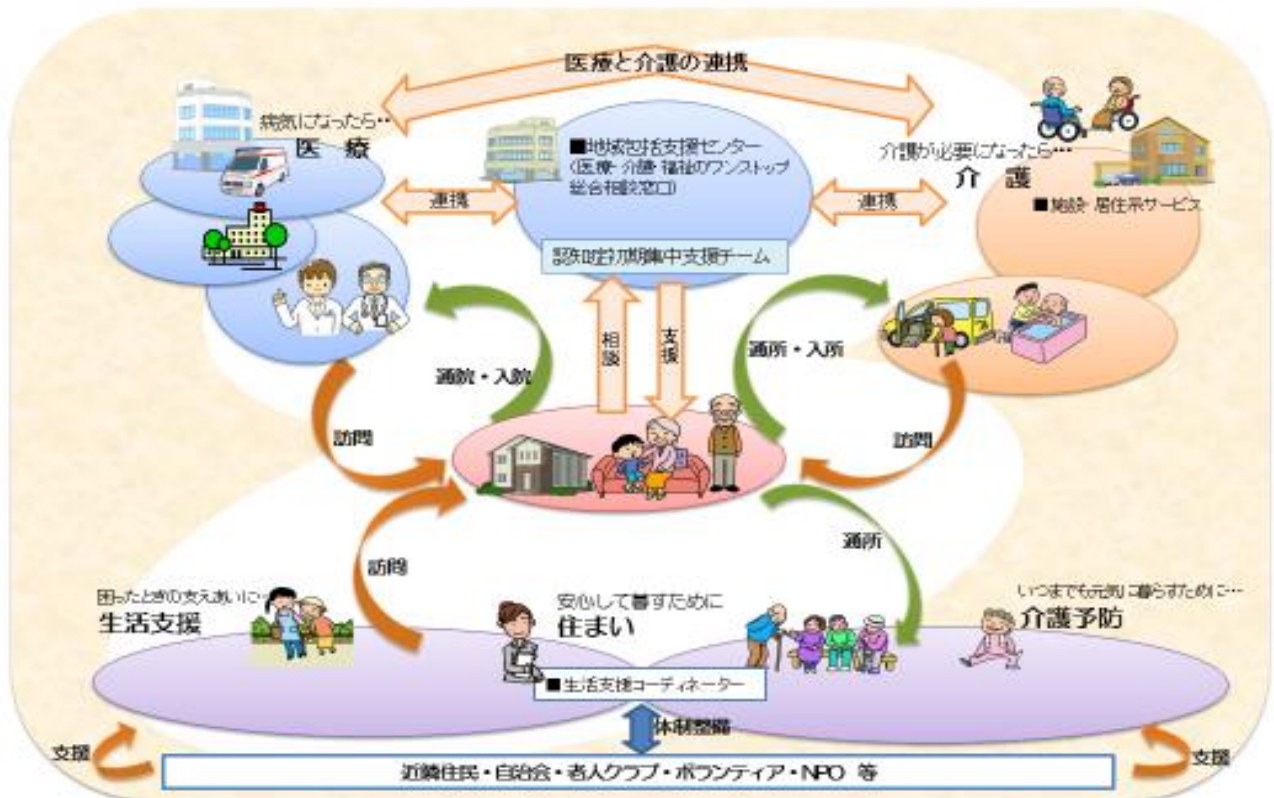 医療と介護の連携
病気になったら…
医 療
■地域包括支援センター
(医療・介護・福祉のワンストップ
総合相談窓口)
認知症初期集中支援チーム
介護が必要になったら…
介 護
■施設・居住系サービス
連携
連携
相談
支援
通院・入院
通所・入所
訪問
訪問
訪問
通所
困ったときの支えあいに…
生活支援
安心して暮すために
住まい
■生活支援コーディネーター
いつまでも元気に暮らすために…
介護予防
体制整備
支援
支援
近隣住民・自治会・老人クラブ・ボランティア・NPO 等